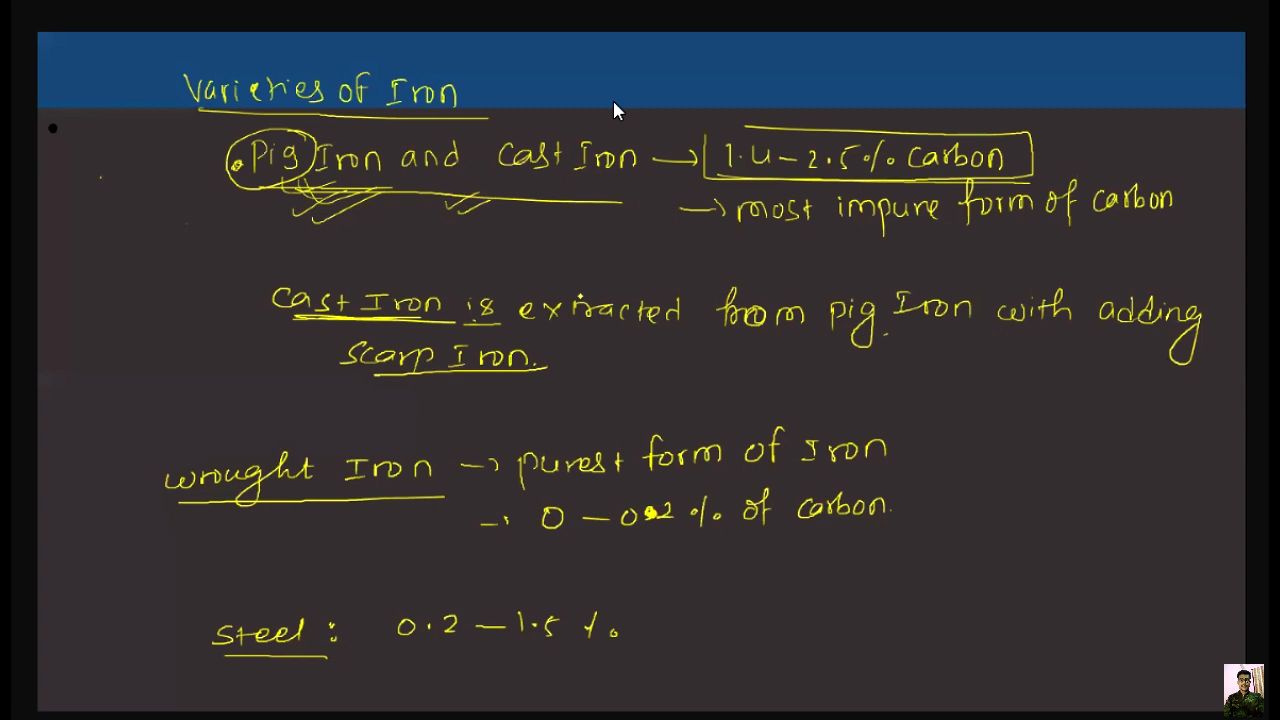 Varieties of Iron
• Pig Iron and cast Iron → 1.4 - 2.5% carbon
→ most impure form of carbon
Cast Iron is extracted from pig Iron with adding
scarp Iron.
wrought Iron → purest form of Iron
→ 0 - 0.2 % of carbon.
Steel : 0.2 - 1.5 %